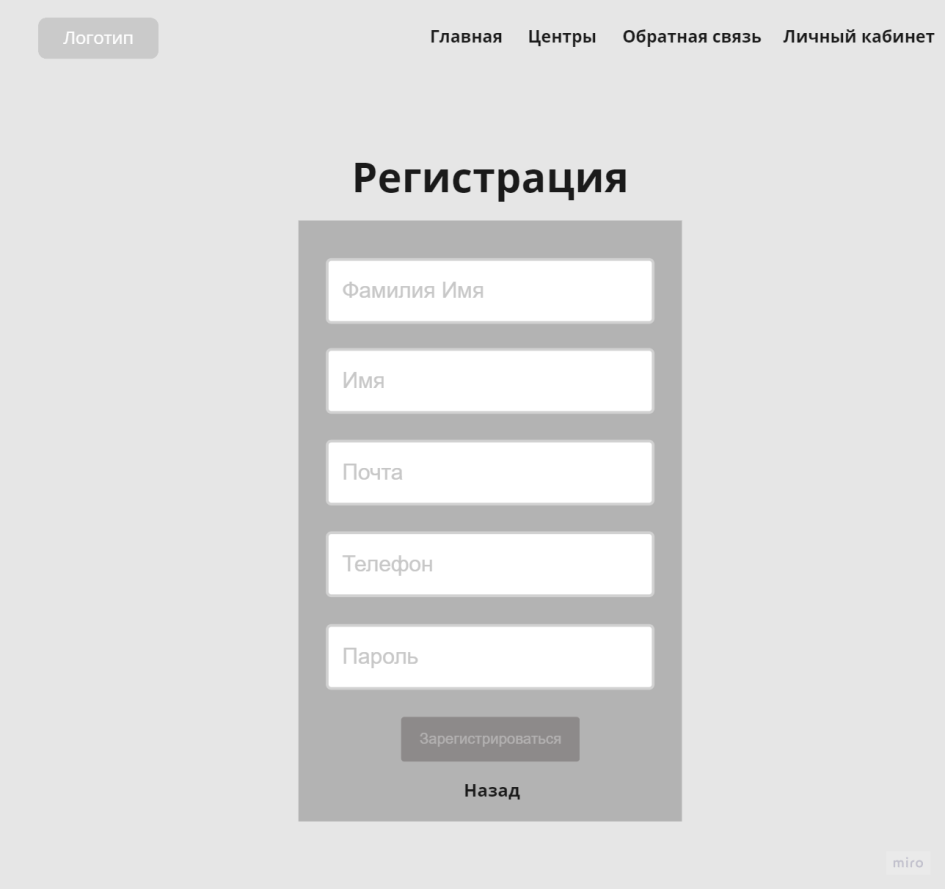 Логотип
Главная Центры Обратная связь Личный кабинет
Регистрация
Фамилия Имя
Имя
Почта
Телефон
Пароль
Зарегистрироваться
Назад
miro